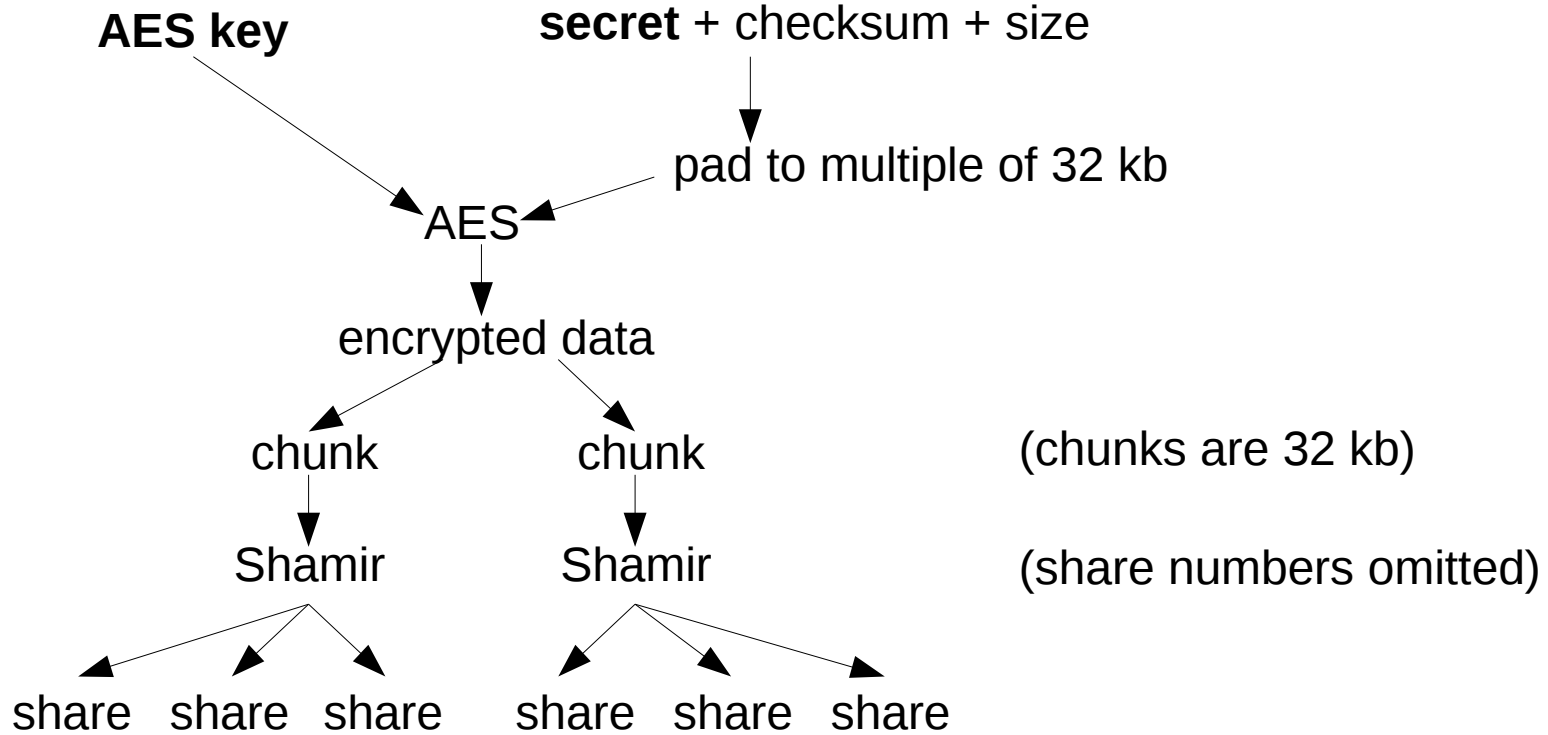 AES key
secret + checksum + size
pad to multiple of 32 kb
AES
encrypted data
chunk
chunk
(chunks are 32 kb)
Shamir
Shamir
(share numbers omitted)
share
share
share
share
share
share